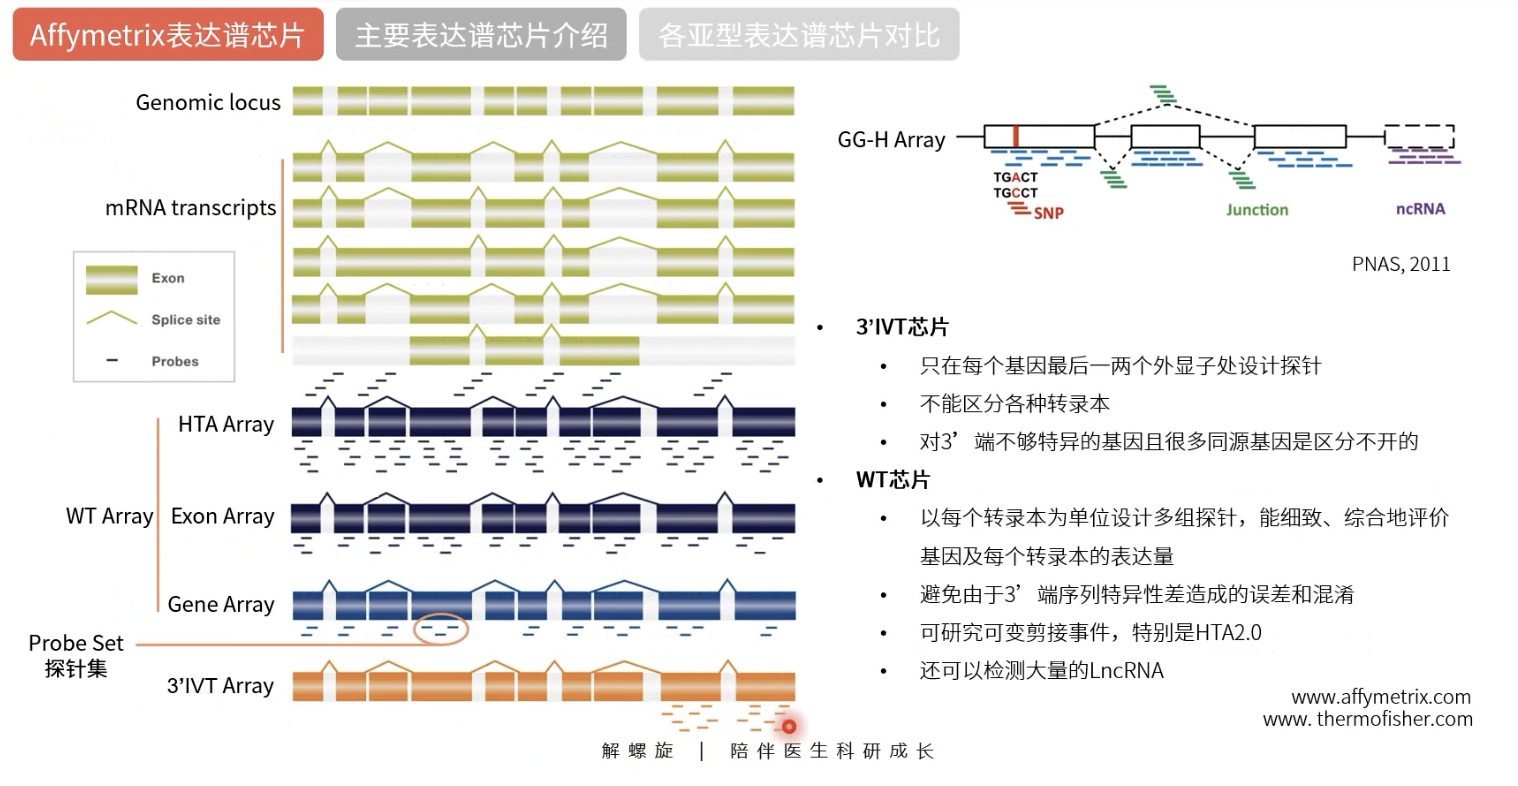 Affymetrix表达谱芯片
主要表达谱芯片介绍
各亚型表达谱芯片对比
Genomic locus
mRNA transcripts
Exon
Splice site
Probes
HTA Array
WT Array
Exon Array
Gene Array
Probe Set
探针集
3’IVT Array
GG-H Array
TGACT
TGCCT
SNP
Junction
ncRNA
PNAS, 2011
• 3’IVT芯片
• 只在每个基因最后一两个外显子处设计探针
• 不能区分各种转录本
• 对3’端不够特异的基因且很多同源基因是区分不开的
• WT芯片
• 以每个转录本为单位设计多组探针，能细致、综合地评价
基因及每个转录本的表达量
• 避免由于3’端序列特异性差造成的误差和混淆
• 可研究可变剪接事件，特别是HTA2.0
• 还可以检测大量的LncRNA
www.affymetrix.com
www. thermofisher.com
解螺旋 | 陪伴医生科研成长